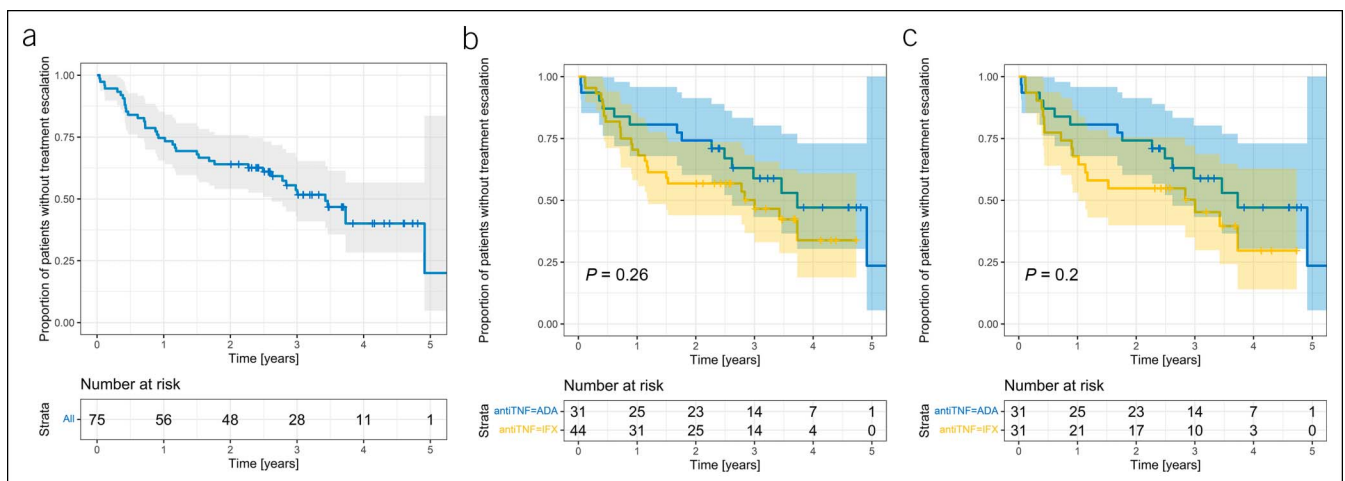 a
Proportion of patients without treatment escalation
1.00
0.75
0.50
0.25
0.00
0 1 2 3 4 5
Time [years]
Number at risk
Strata
All 75 56 48 28 11 1
0 1 2 3 4 5
Time [years]
b
Proportion of patients without treatment escalation
1.00
0.75
0.50
0.25
0.00
P = 0.26
0 1 2 3 4 5
Time [years]
Number at risk
Strata
antiTNF=ADA 31 25 23 14 7 1
antiTNF=IFX 44 31 25 14 4 0
0 1 2 3 4 5
Time [years]
c
Proportion of patients without treatment escalation
1.00
0.75
0.50
0.25
0.00
P = 0.2
0 1 2 3 4 5
Time [years]
Number at risk
Strata
antiTNF=ADA 31 25 23 14 7 1
antiTNF=IFX 31 21 17 10 3 0
0 1 2 3 4 5
Time [years]